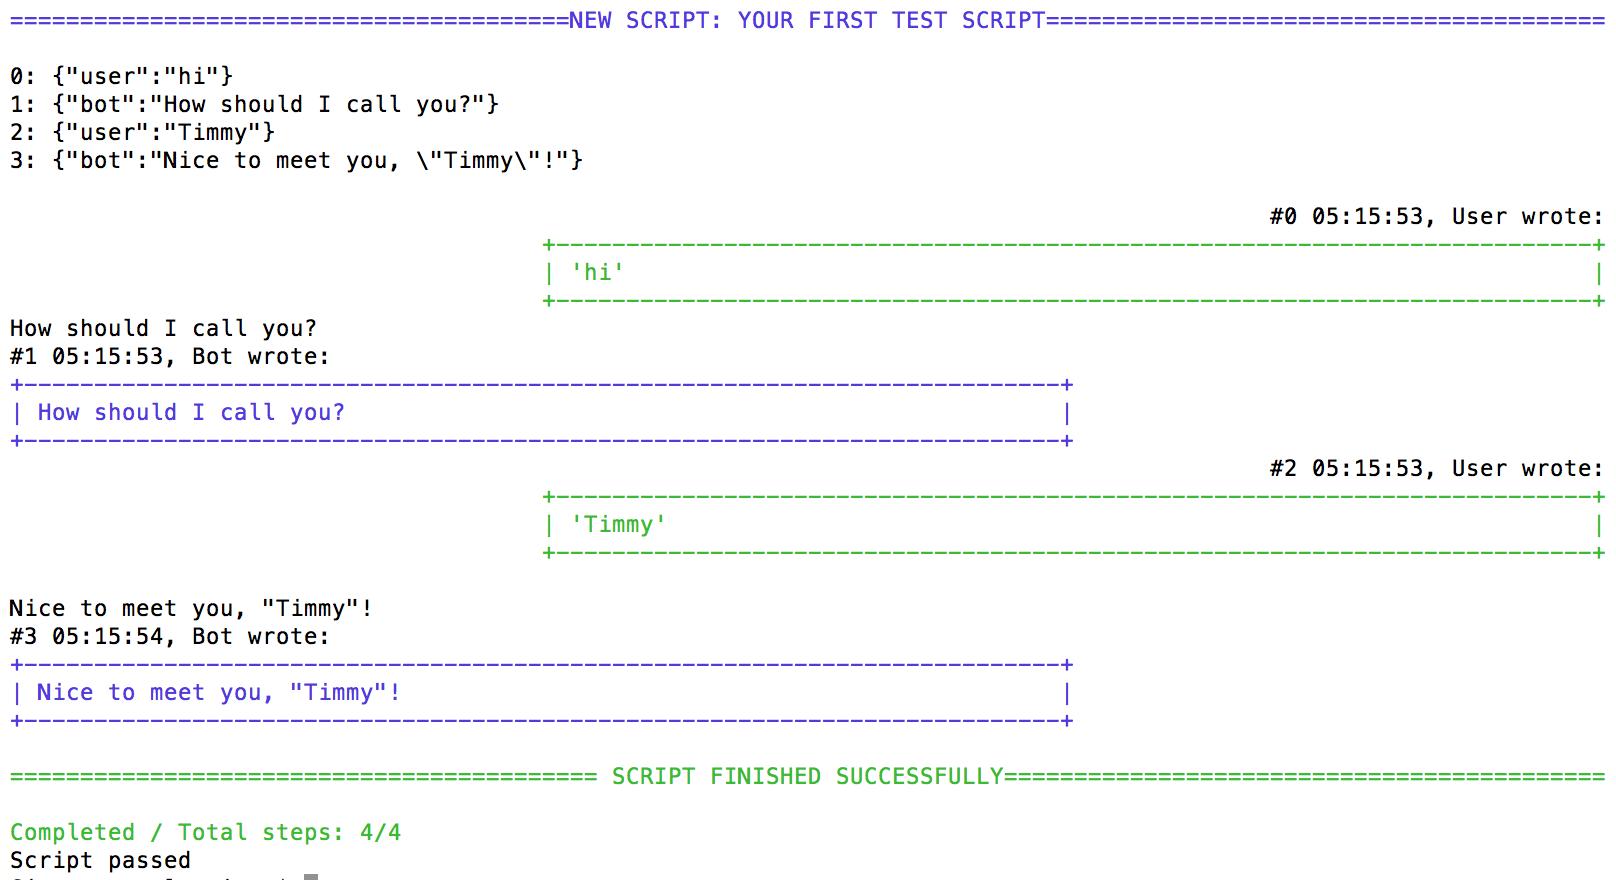 ========================================NEW SCRIPT: YOUR FIRST TEST SCRIPT========================================
0: {"user":"hi"}
1: {"bot":"How should I call you?"}
2: {"user":"Timmy"}
3: {"bot":"Nice to meet you, \"Timmy\"!"}
#0 05:15:53, User wrote:
+--------------------------------------------------------------------------+
| 'hi' |
+--------------------------------------------------------------------------+
How should I call you?
#1 05:15:53, Bot wrote:
+--------------------------------------------------------------------------+
| How should I call you? |
+--------------------------------------------------------------------------+
#2 05:15:53, User wrote:
+--------------------------------------------------------------------------+
| 'Timmy' |
+--------------------------------------------------------------------------+
Nice to meet you, "Timmy"!
#3 05:15:54, Bot wrote:
+--------------------------------------------------------------------------+
| Nice to meet you, "Timmy"! |
+--------------------------------------------------------------------------+
========================================== SCRIPT FINISHED SUCCESSFULLY===========================================
Completed / Total steps: 4/4
Script passed